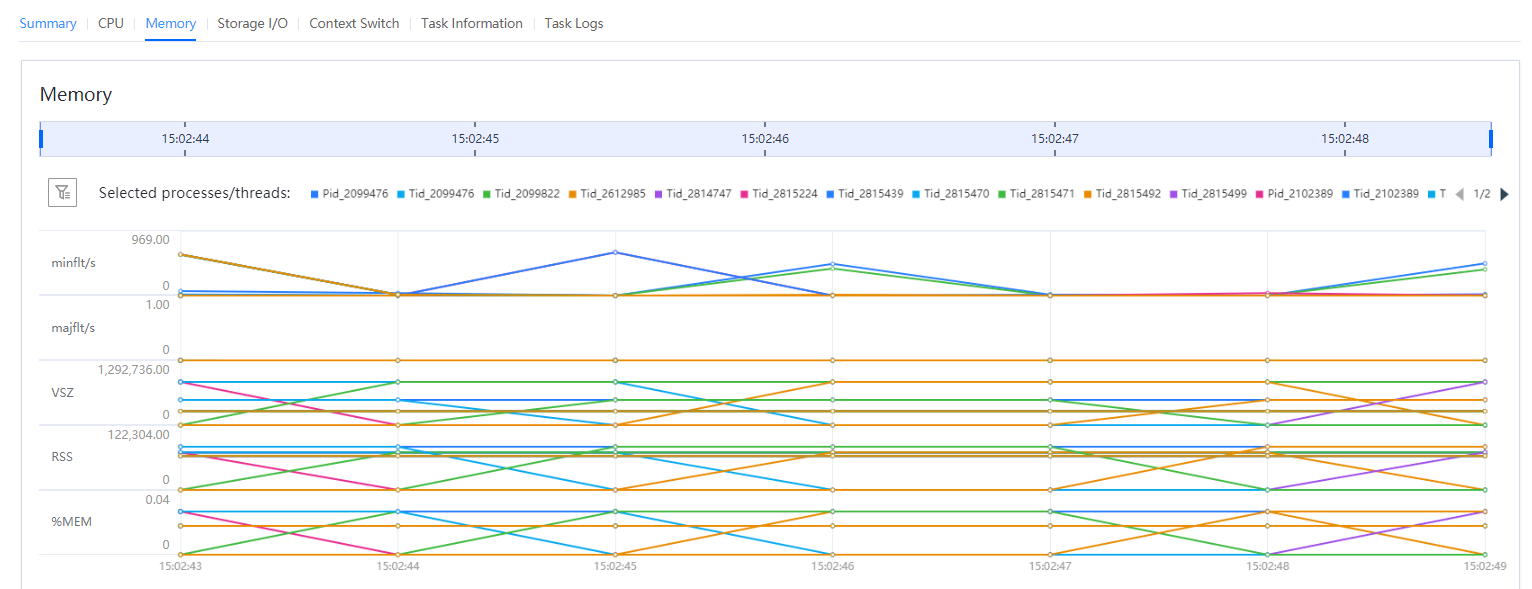 Summary CPU Memory Storage I/O Context Switch Task Information Task Logs
Memory
15:02:44 15:02:45 15:02:46 15:02:47 15:02:48
Selected processes/threads: Pid_2099476 Tid_2099476 Tid_2099822 Tid_2612985 Tid_2814747 Tid_2815224 Tid_2815439 Tid_2815470 Tid_2815471 Tid_2815492 Tid_2815499 Pid_2102389 Tid_2102389 T 1/2
969.00
minflt/s
0
1.00
majflt/s
0
1,292,736.00
VSZ
0
122,304.00
RSS
0
0.04
%MEM
0
15:02:43 15:02:44 15:02:45 15:02:46 15:02:47 15:02:48 15:02:49